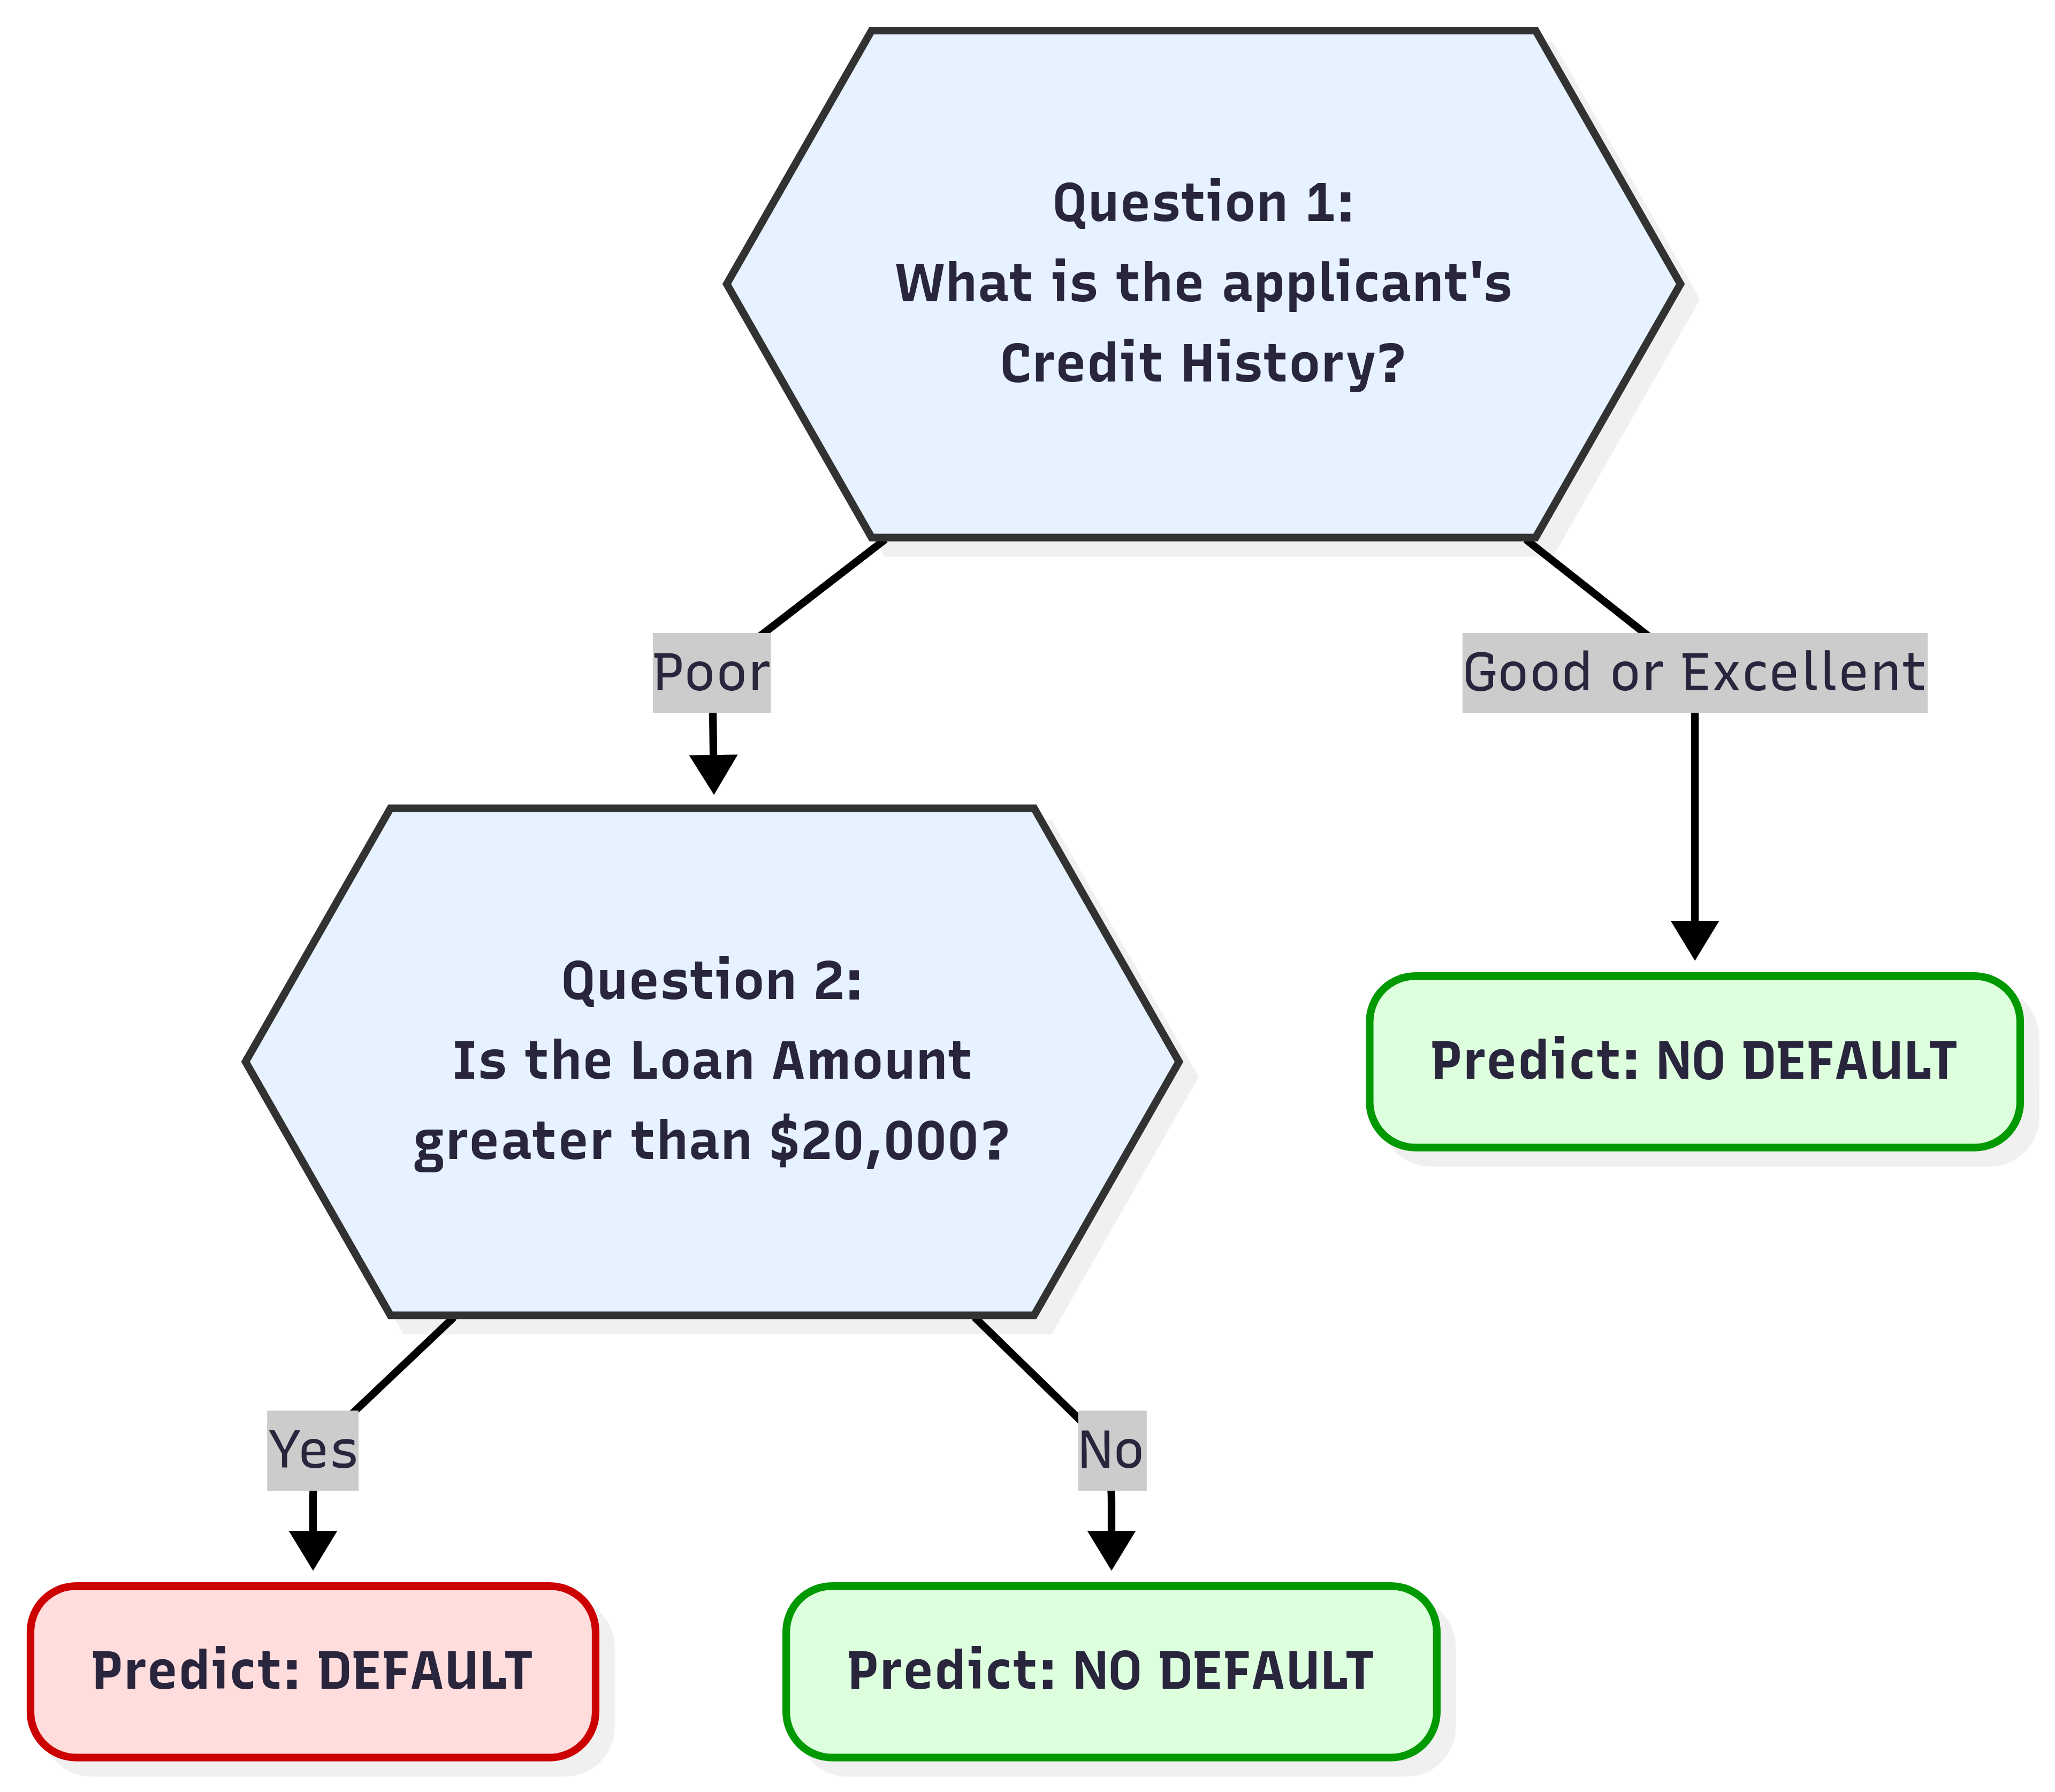 Question 1:
What is the applicant's
Credit History?
Poor
Good or Excellent
Question 2:
Is the Loan Amount
greater than $20,000?
Predict: NO DEFAULT
Yes
No
Predict: DEFAULT
Predict: NO DEFAULT